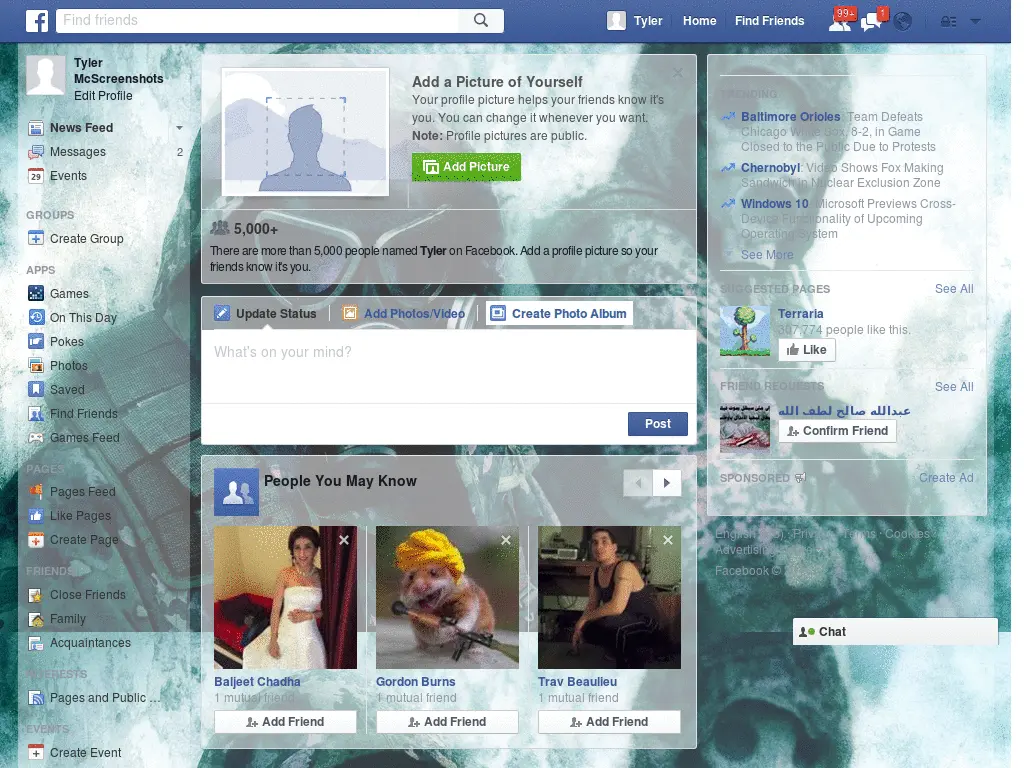 Find friends
Tyler
Home
Find Friends
99+
1
Tyler
McScreenshots
Edit Profile
News Feed
Messages
2
29
Events
GROUPS
Create Group
APPS
Games
On This Day
Pokes
Photos
Saved
Find Friends
Games Feed
PAGES
Pages Feed
Like Pages
Create Page
FRIENDS
Close Friends
Family
Acquaintances
INTERESTS
Pages and Public ...
EVENTS
Create Event
Add a Picture of Yourself
Your profile picture helps your friends know it's
you. You can change it whenever you want.
Note: Profile pictures are public.
Add Picture
5,000+
There are more than 5,000 people named Tyler on Facebook. Add a profile picture so your
friends know it's you.
Update Status
Add Photos/Video
Create Photo Album
What's on your mind?
Post
People You May Know
Baljeet Chadha
1 mutual friend
Add Friend
Gordon Burns
1 mutual friend
Add Friend
Trav Beaulieu
1 mutual friend
Add Friend
TRENDING
Baltimore Orioles: Team Defeats
Chicago White Sox, 8-2, in Game
Closed to the Public Due to Protests
Chernobyl: Video Shows Fox Making
Sandwich in Nuclear Exclusion Zone
Windows 10: Microsoft Previews Cross-
Device Functionality of Upcoming
Operating System
See More
SUGGESTED PAGES
See All
Terraria
307,774 people like this.
Like
FRIEND REQUESTS
See All
عبدالله صالح لطف الله
Confirm Friend
SPONSORED
Create Ad
English · Privacy · Terms · Cookies ·
Advertising
Facebook ©
Chat